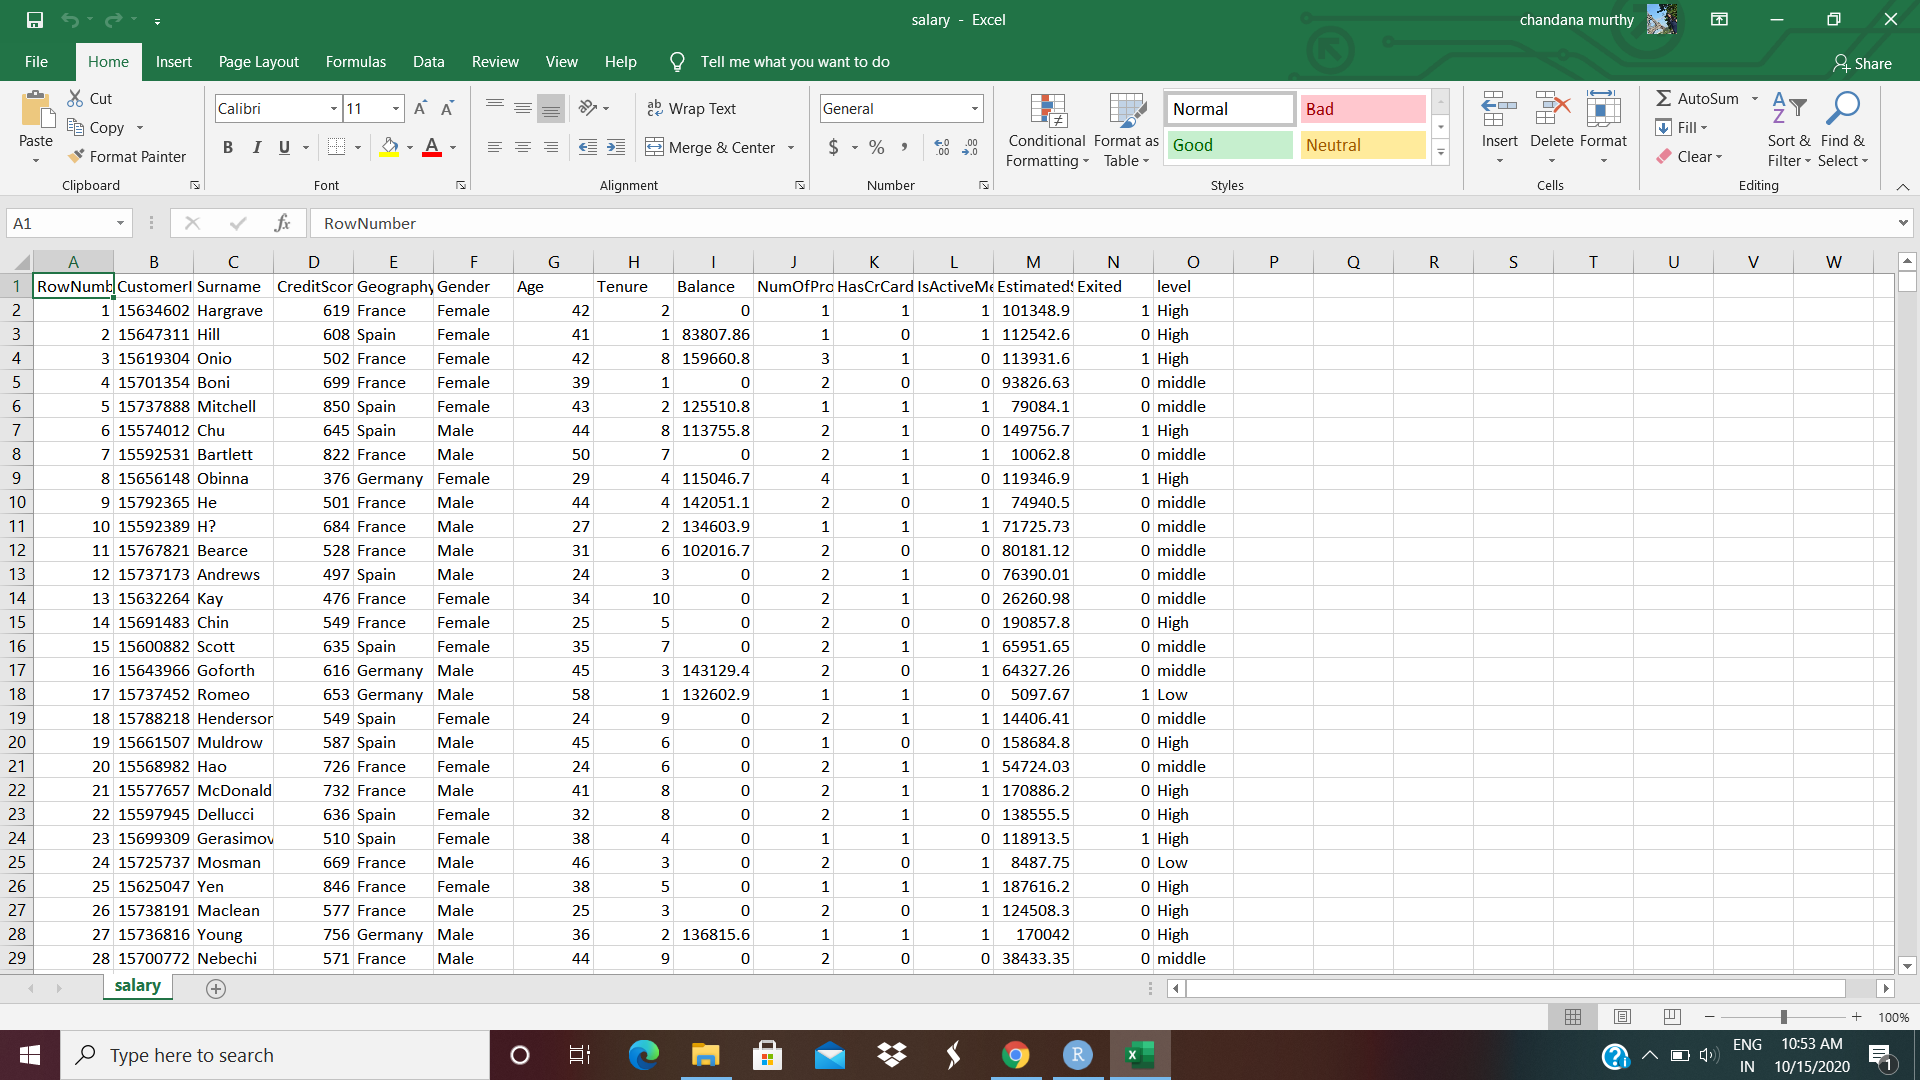 salary - Excel
chandana murthy
File Home Insert Page Layout Formulas Data Review View Help Tell me what you want to do Share
Cut
Copy
Format Painter
Paste
Clipboard
Calibri 11
B I U
Font
Wrap Text
Merge & Center
Alignment
General
$ % ,
Number
Conditional Formatting
Format as Table
Normal Bad
Good Neutral
Styles
Insert Delete Format
Cells
AutoSum
Fill
Clear
Sort & Filter
Find & Select
Editing
A1 fx RowNumber
A B C D E F G H I J K L M N O P Q R S T U V W
1 RowNumb CustomerI Surname CreditScor Geography Gender Age Tenure Balance NumOfPro HasCrCard IsActiveMe EstimatedS Exited level
2 1 15634602 Hargrave 619 France Female 42 2 0 1 1 1 101348.9 1 High
3 2 15647311 Hill 608 Spain Female 41 1 83807.86 1 0 1 112542.6 0 High
4 3 15619304 Onio 502 France Female 42 8 159660.8 3 1 0 113931.6 1 High
5 4 15701354 Boni 699 France Female 39 1 0 2 0 0 93826.63 0 middle
6 5 15737888 Mitchell 850 Spain Female 43 2 125510.8 1 1 1 79084.1 0 middle
7 6 15574012 Chu 645 Spain Male 44 8 113755.8 2 1 0 149756.7 1 High
8 7 15592531 Bartlett 822 France Male 50 7 0 2 1 1 10062.8 0 middle
9 8 15656148 Obinna 376 Germany Female 29 4 115046.7 4 1 0 119346.9 1 High
10 9 15792365 He 501 France Male 44 4 142051.1 2 0 1 74940.5 0 middle
11 10 15592389 H? 684 France Male 27 2 134603.9 1 1 1 71725.73 0 middle
12 11 15767821 Bearce 528 France Male 31 6 102016.7 2 0 0 80181.12 0 middle
13 12 15737173 Andrews 497 Spain Male 24 3 0 2 1 0 76390.01 0 middle
14 13 15632264 Kay 476 France Female 34 10 0 2 1 0 26260.98 0 middle
15 14 15691483 Chin 549 France Female 25 5 0 2 0 0 190857.8 0 High
16 15 15600882 Scott 635 Spain Female 35 7 0 2 1 1 65951.65 0 middle
17 16 15643966 Goforth 616 Germany Male 45 3 143129.4 2 0 1 64327.26 0 middle
18 17 15737452 Romeo 653 Germany Male 58 1 132602.9 1 1 0 5097.67 1 Low
19 18 15788218 Henderson 549 Spain Female 24 9 0 2 1 1 14406.41 0 middle
20 19 15661507 Muldrow 587 Spain Male 45 6 0 1 0 0 158684.8 0 High
21 20 15568982 Hao 726 France Female 24 6 0 2 1 1 54724.03 0 middle
22 21 15577657 McDonald 732 France Male 41 8 0 2 1 1 170886.2 0 High
23 22 15597945 Dellucci 636 Spain Female 32 8 0 2 1 0 138555.5 0 High
24 23 15699309 Gerasimov 510 Spain Female 38 4 0 1 1 0 118913.5 1 High
25 24 15725737 Mosman 669 France Male 46 3 0 2 0 1 8487.75 0 Low
26 25 15625047 Yen 846 France Female 38 5 0 1 1 1 187616.2 0 High
27 26 15738191 Maclean 577 France Male 25 3 0 2 0 1 124508.3 0 High
28 27 15736816 Young 756 Germany Male 36 2 136815.6 1 1 1 170042 0 High
29 28 15700772 Nebechi 571 France Male 44 9 0 2 0 0 38433.35 0 middle
salary
100%
Type here to search
ENG
IN
10:53 AM
10/15/2020
1